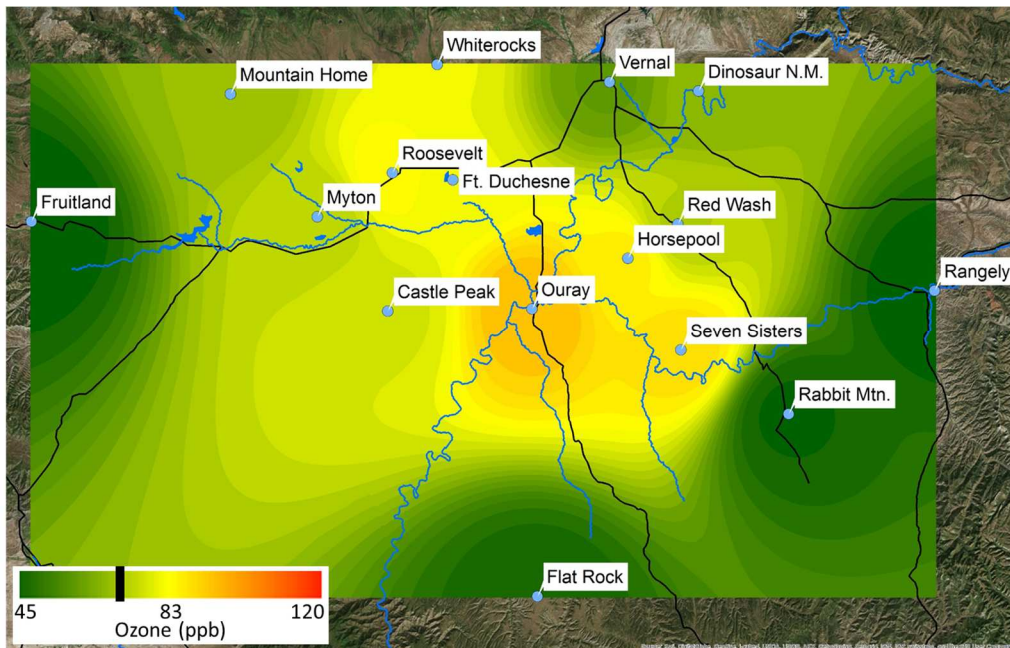 Whiterocks
Vernal
Mountain Home
Dinosaur N.M.
Roosevelt
Ft. Duchesne
Fruitland
Myton
Red Wash
Horsepool
Castle Peak
Ouray
Rangely
Seven Sisters
Rabbit Mtn.
Flat Rock
45 83 120
Ozone (ppb)